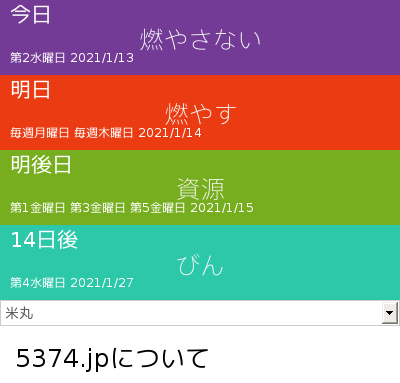 今日
燃やさない
第2水曜日 2021/1/13
明日
燃やす
毎週月曜日 毎週木曜日 2021/1/14
明後日
資源
第1金曜日 第3金曜日 第5金曜日 2021/1/15
14日後
びん
第4水曜日 2021/1/27
米丸
5374.jpについて